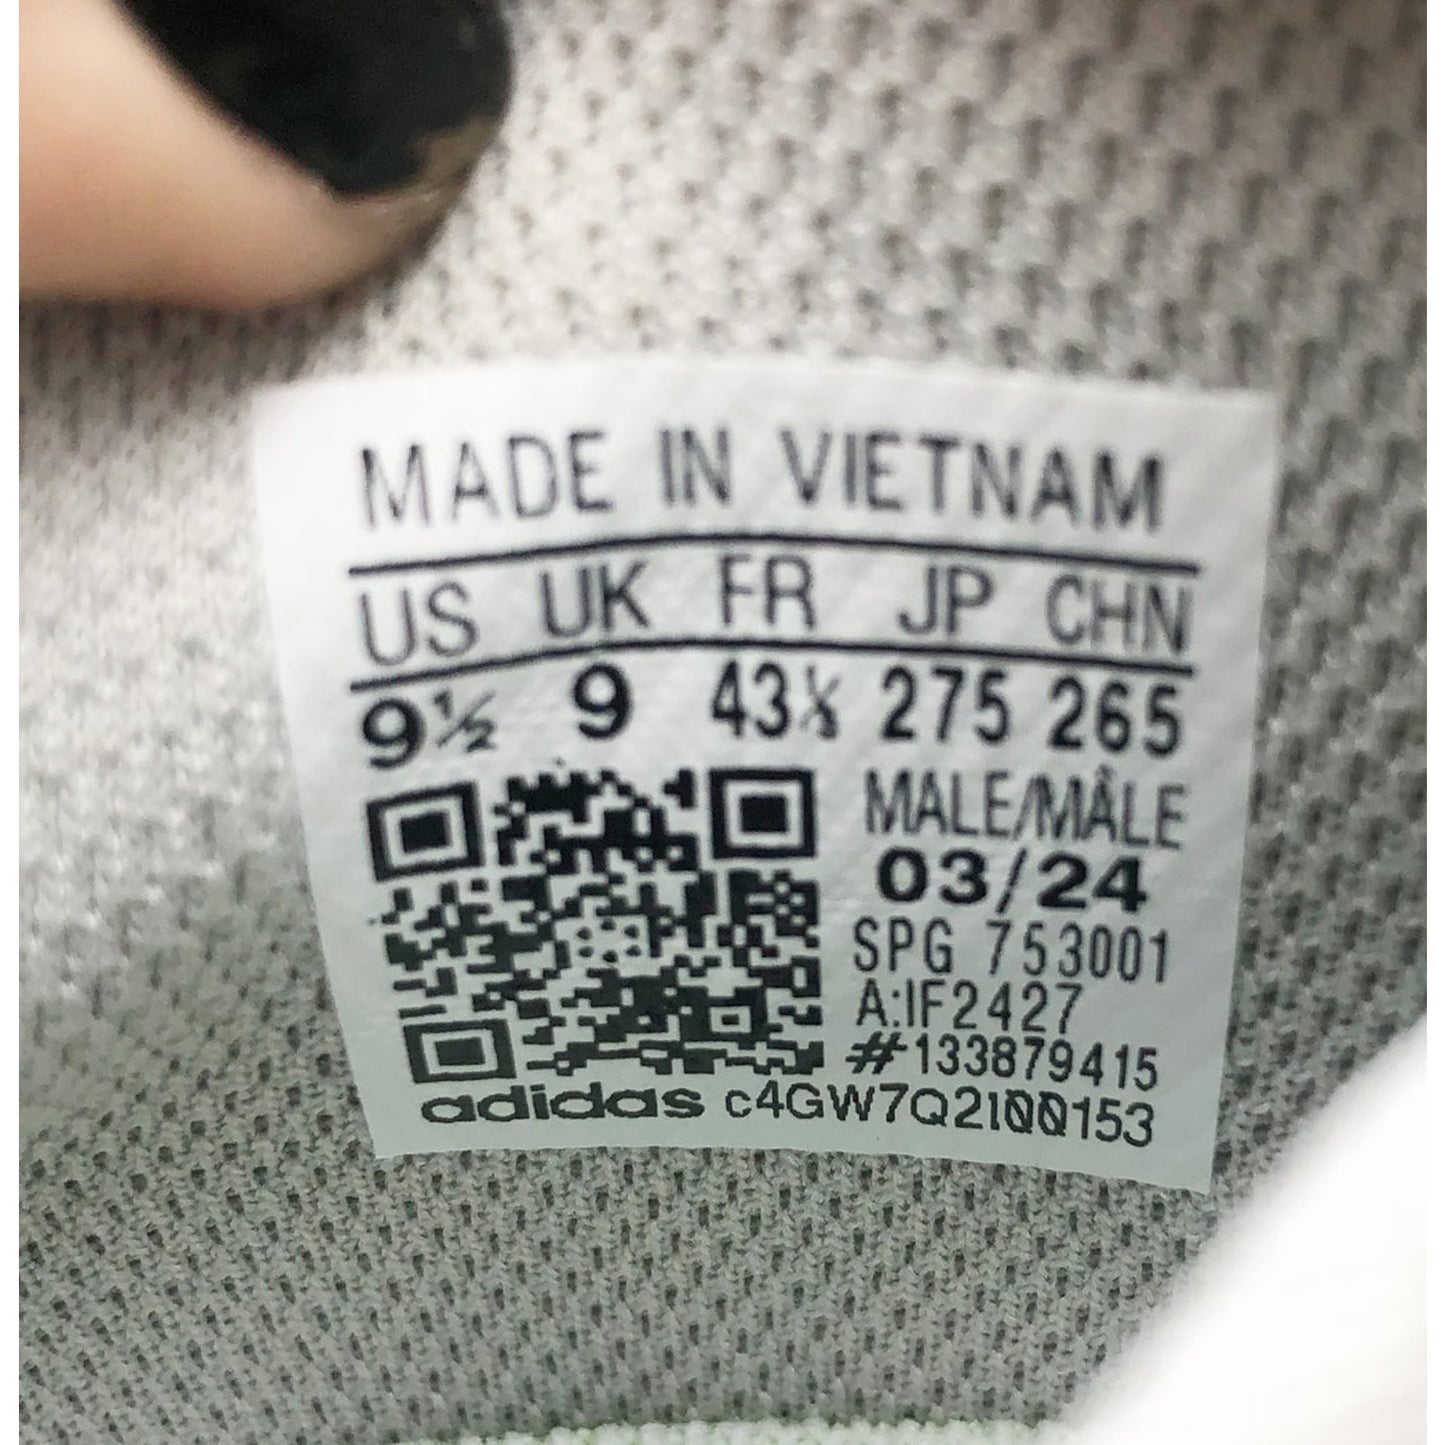 MADE IN VIETNAM
US UK FR JP CHN
9½ 9 43⅓ 275 265
MALE/MÂLE
03/24
SPG 753001
A:IF2427
#133879415
adidas c4GW7Q2100153